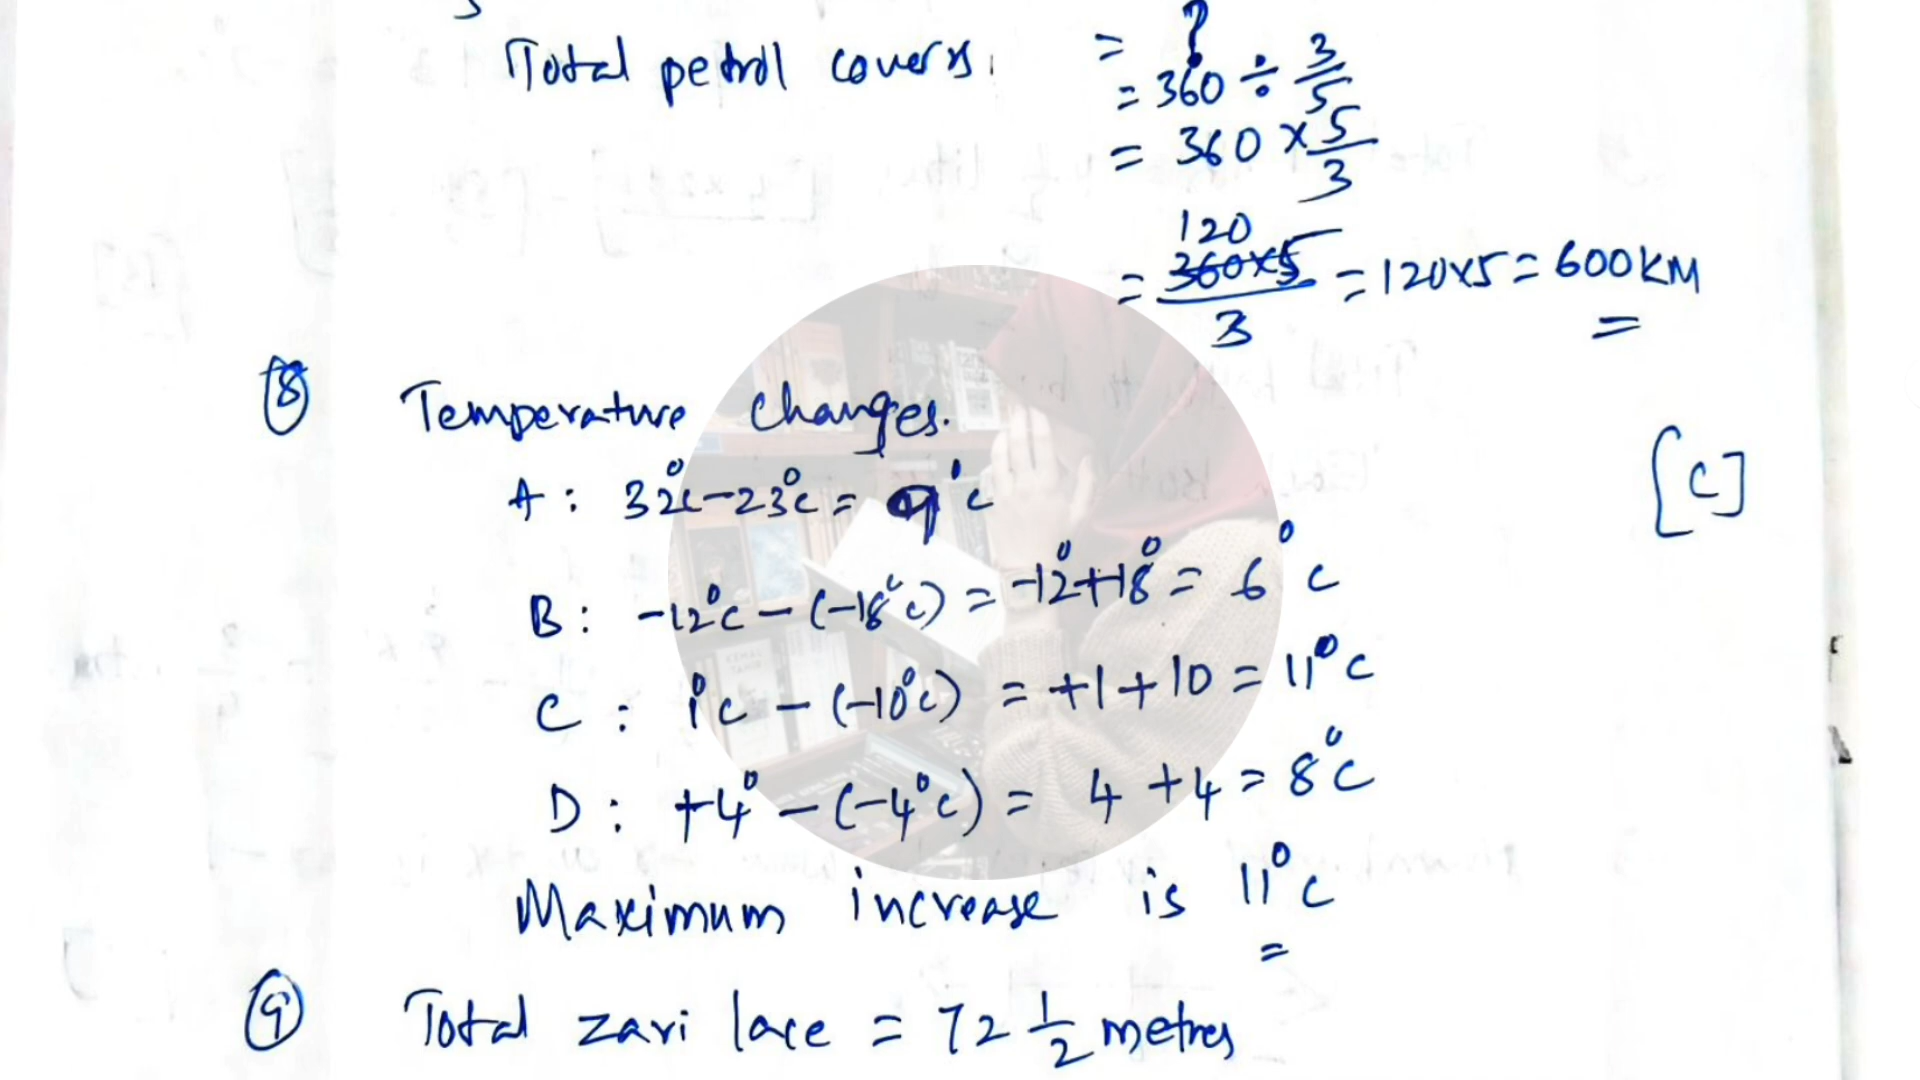 Total petrol covers = ?
= 360 ÷ 3/5
= 360 × 5/3
= 120 360×5/3 = 120×5 = 600KM
⑧ Temperature changes. [C]
A : 32°c-23°c = 9°c
B : -12°c - (-18°c) = -12°+18° = 6°c
C : 1°c - (-10°c) = +1+10 = 11°c
D : +4° - (-4°c) = 4 +4 = 8°c
Maximum increase is 11°c
⑨ Total zari lace = 72 1/2 metres